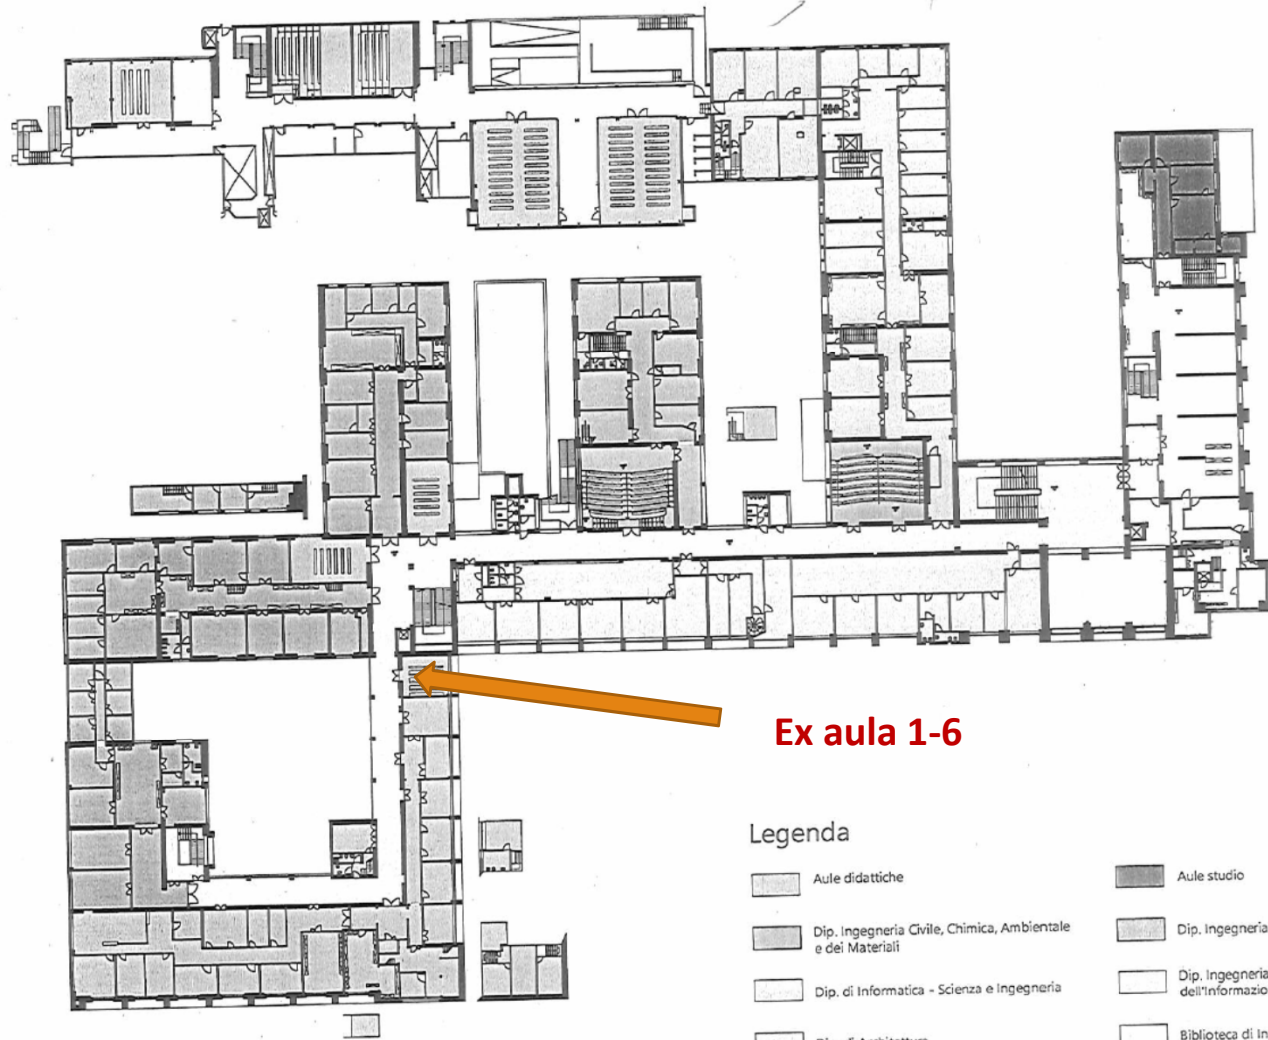 Ex aula 1-6
Legenda
Aule didattiche
Aule studio
Dip. Ingegneria Civile, Chimica, Ambientale
e dei Materiali
Dip. Ingegneria
Dip. di Informatica - Scienza e Ingegneria
Dip. Ingegneria
dell'Informazio
Biblioteca di In